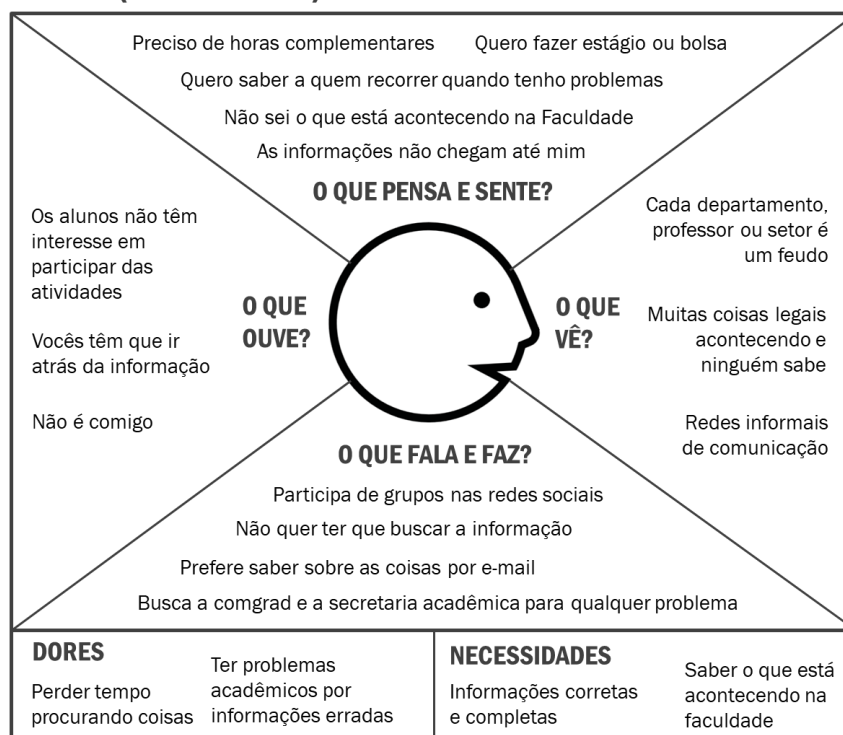 Preciso de horas complementares
Quero fazer estágio ou bolsa
Quero saber a quem recorrer quando tenho problemas
Não sei o que está acontecendo na Faculdade
As informações não chegam até mim
O QUE PENSA E SENTE?
Os alunos não têm
interesse em
participar das
atividades
Vocês têm que ir
atrás da informação
Não é comigo
O QUE
OUVE?
O QUE
VÊ?
Cada departamento,
professor ou setor é
um feudo
Muitas coisas legais
acontecendo e
ninguém sabe
Redes informais
de comunicação
O QUE FALA E FAZ?
Participa de grupos nas redes sociais
Não quer ter que buscar a informação
Prefere saber sobre as coisas por e-mail
Busca a comgrad e a secretaria acadêmica para qualquer problema
DORES
Perder tempo
procurando coisas
Ter problemas
acadêmicos por
informações erradas
NECESSIDADES
Informações corretas
e completas
Saber o que está
acontecendo na
faculdade